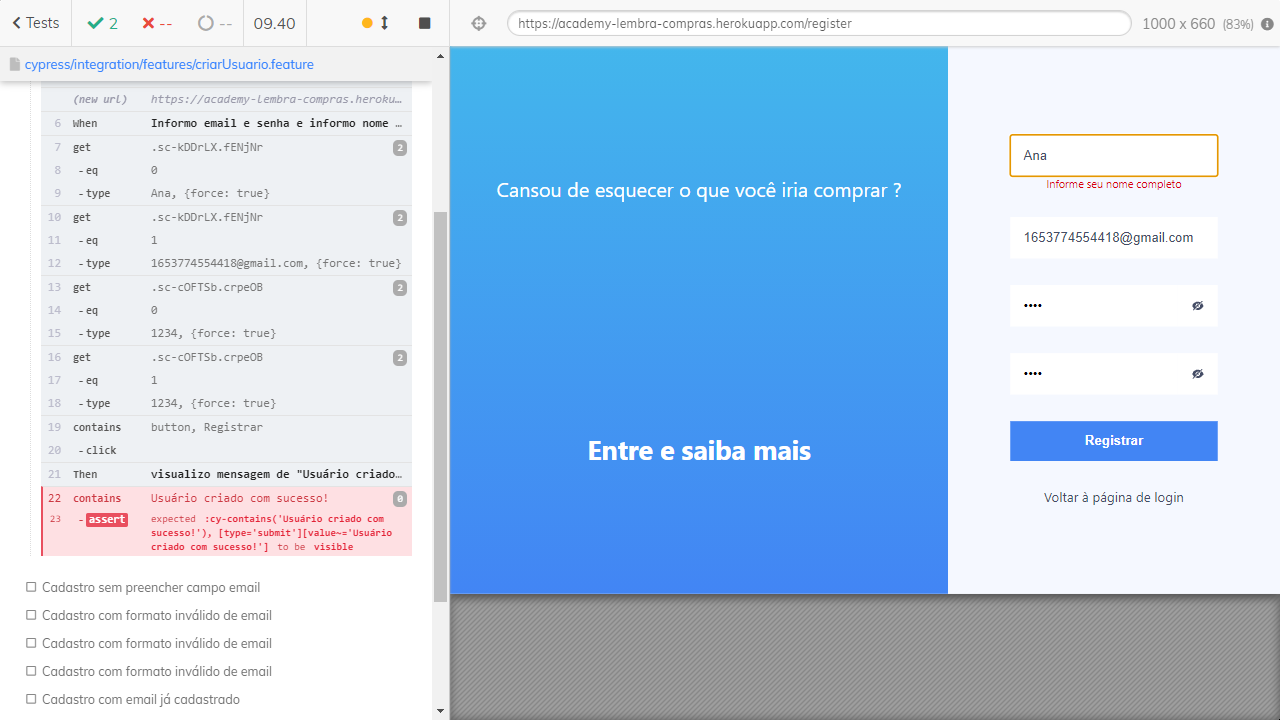 Tests
2
--
--
09.40
https://academy-lembra-compras.herokuapp.com/register
1000 x 660 (83%)
cypress/integration/features/criarUsuario.feature
(new url) https://academy-lembra-compras.heroku…
6 When Informo email e senha e informo nome …
7 get .sc-kDDrLX.fENjNr 2
8 - eq 0
9 - type Ana, {force: true}
10 get .sc-kDDrLX.fENjNr 2
11 - eq 1
12 - type 1653774554418@gmail.com, {force: true}
13 get .sc-cOFTSb.crpeOB 2
14 - eq 0
15 - type 1234, {force: true}
16 get .sc-cOFTSb.crpeOB 2
17 - eq 1
18 - type 1234, {force: true}
19 contains button, Registrar
20 - click
21 Then visualizo mensagem de "Usuário criado…
22 contains Usuário criado com sucesso! 0
23 - assert expected :cy-contains('Usuário criado com
sucesso!'), [type='submit'][value~='Usuário
criado com sucesso!'] to be visible
Cadastro sem preencher campo email
Cadastro com formato inválido de email
Cadastro com formato inválido de email
Cadastro com formato inválido de email
Cadastro com email já cadastrado
Cansou de esquecer o que você iria comprar ?
Entre e saiba mais
Ana
Informe seu nome completo
1653774554418@gmail.com
••••
••••
Registrar
Voltar à página de login